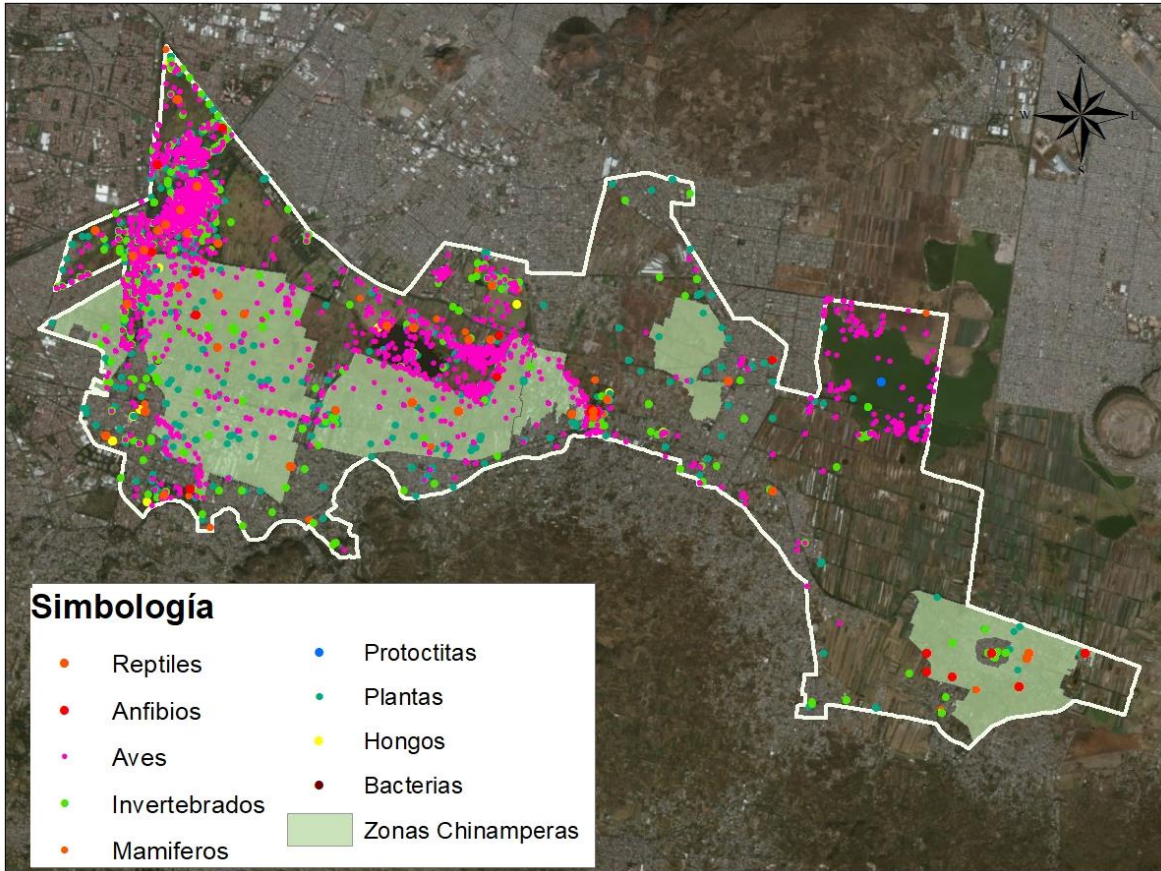 N
W
E
S
Simbología
Reptiles
Anfibios
Aves
Invertebrados
Mamiferos
Protoctitas
Plantas
Hongos
Bacterias
Zonas Chinamperas